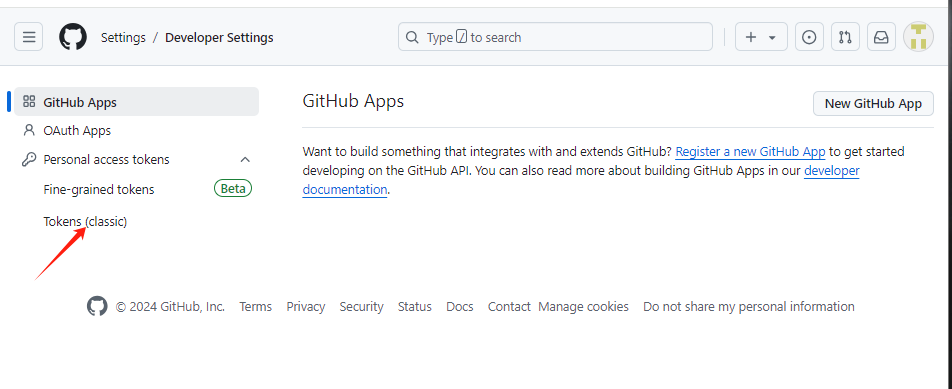 Settings / Developer Settings
Type / to search
GitHub Apps
OAuth Apps
Personal access tokens
Fine-grained tokens Beta
Tokens (classic)
GitHub Apps
New GitHub App
Want to build something that integrates with and extends GitHub? Register a new GitHub App to get started
developing on the GitHub API. You can also read more about building GitHub Apps in our developer
documentation.
© 2024 GitHub, Inc. Terms Privacy Security Status Docs Contact Manage cookies Do not share my personal information